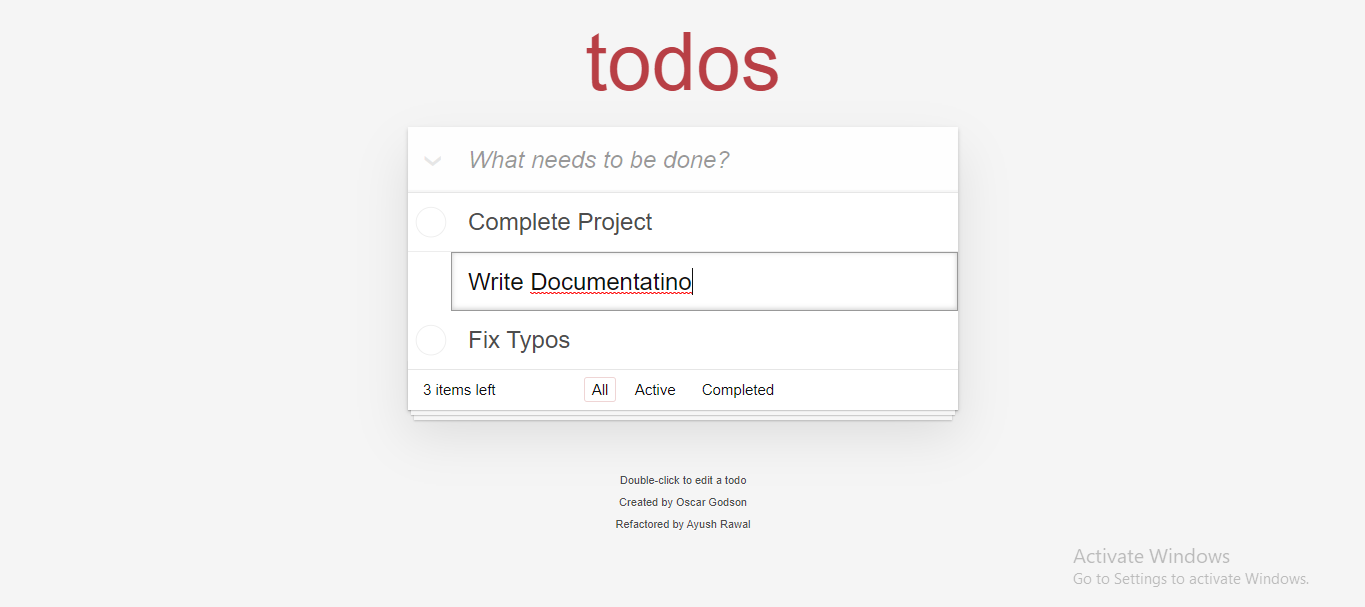 todos
What needs to be done?
Complete Project
Write Documentatino
Fix Typos
3 items left All Active Completed
Double-click to edit a todo
Created by Oscar Godson
Refactored by Ayush Rawal
Activate Windows
Go to Settings to activate Windows.